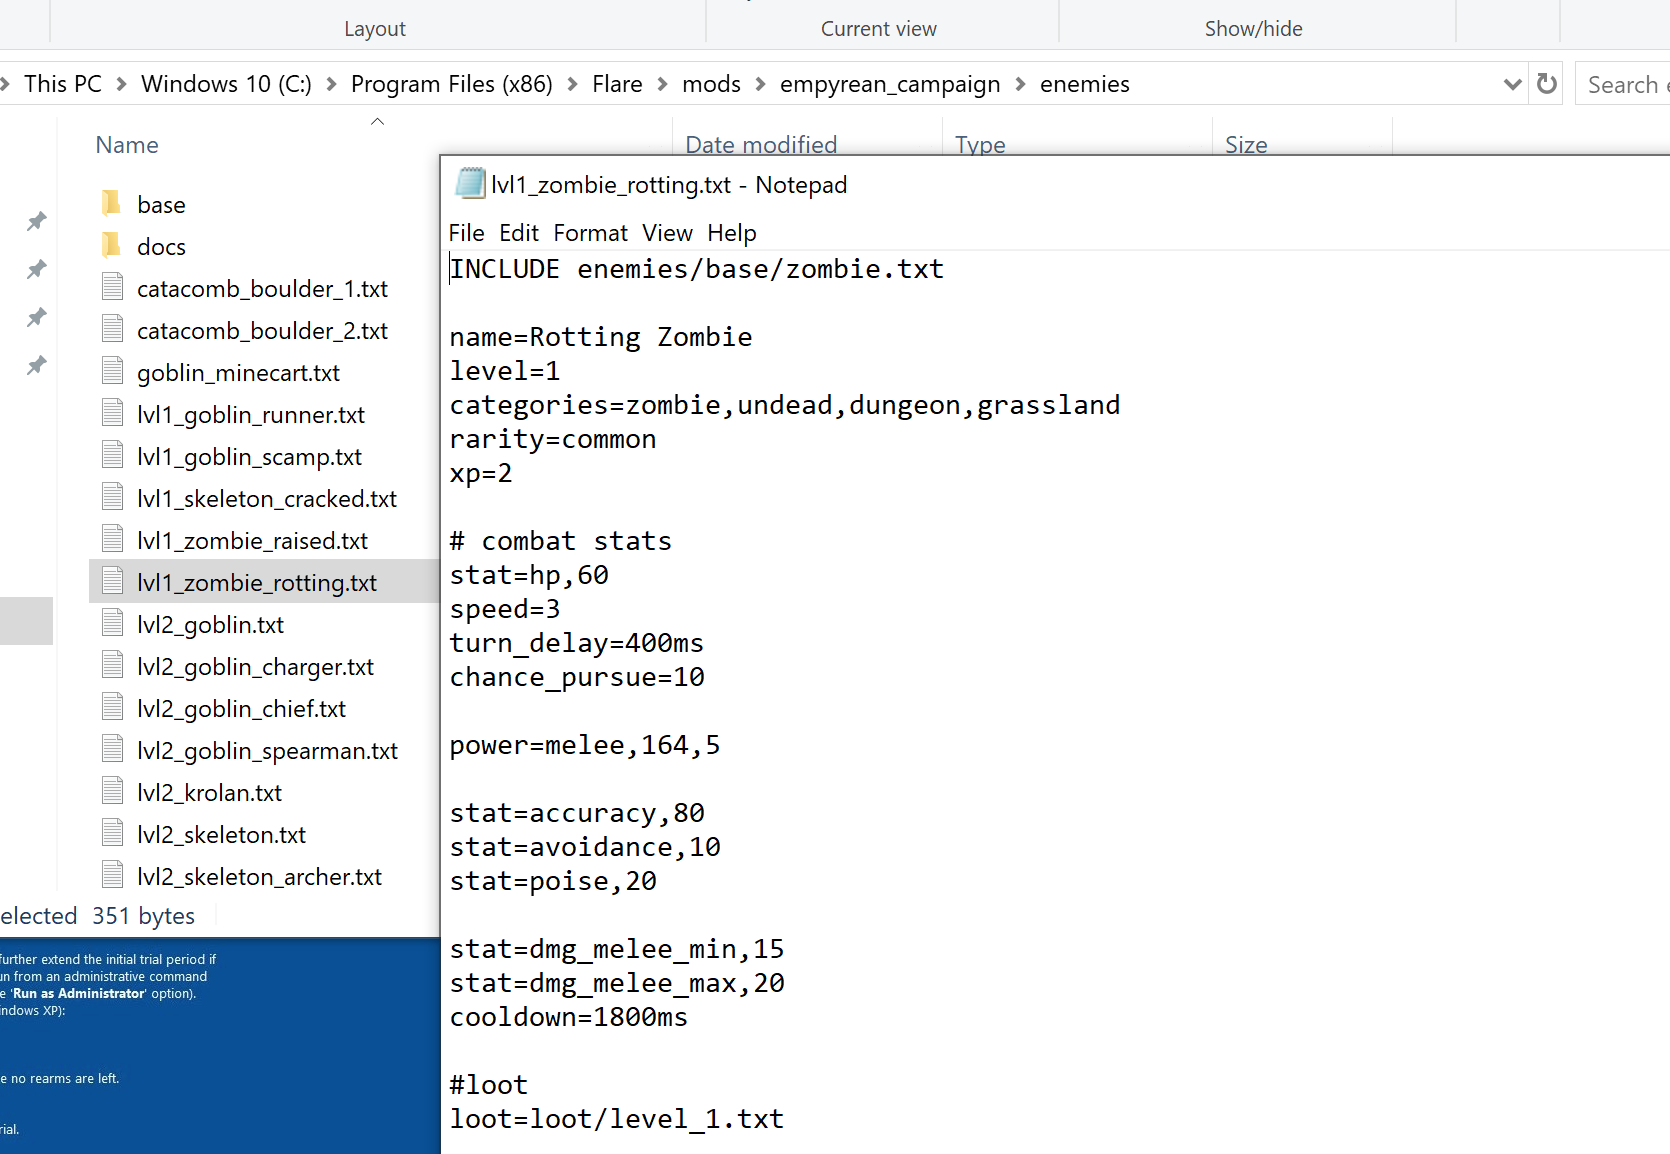 Layout
Current view
Show/hide
This PC > Windows 10 (C:) > Program Files (x86) > Flare > mods > empyrean_campaign > enemies
Search
Name
Date modified
Type
Size
base
docs
catacomb_boulder_1.txt
catacomb_boulder_2.txt
goblin_minecart.txt
lvl1_goblin_runner.txt
lvl1_goblin_scamp.txt
lvl1_skeleton_cracked.txt
lvl1_zombie_raised.txt
lvl1_zombie_rotting.txt
lvl2_goblin.txt
lvl2_goblin_charger.txt
lvl2_goblin_chief.txt
lvl2_goblin_spearman.txt
lvl2_krolan.txt
lvl2_skeleton.txt
lvl2_skeleton_archer.txt
elected 351 bytes
further extend the initial trial period if
un from an administrative command
e 'Run as Administrator' option).
indows XP):
e no rearms are left.
rial.
lvl1_zombie_rotting.txt - Notepad
File Edit Format View Help
INCLUDE enemies/base/zombie.txt
name=Rotting Zombie
level=1
categories=zombie,undead,dungeon,grassland
rarity=common
xp=2
# combat stats
stat=hp,60
speed=3
turn_delay=400ms
chance_pursue=10
power=melee,164,5
stat=accuracy,80
stat=avoidance,10
stat=poise,20
stat=dmg_melee_min,15
stat=dmg_melee_max,20
cooldown=1800ms
#loot
loot=loot/level_1.txt